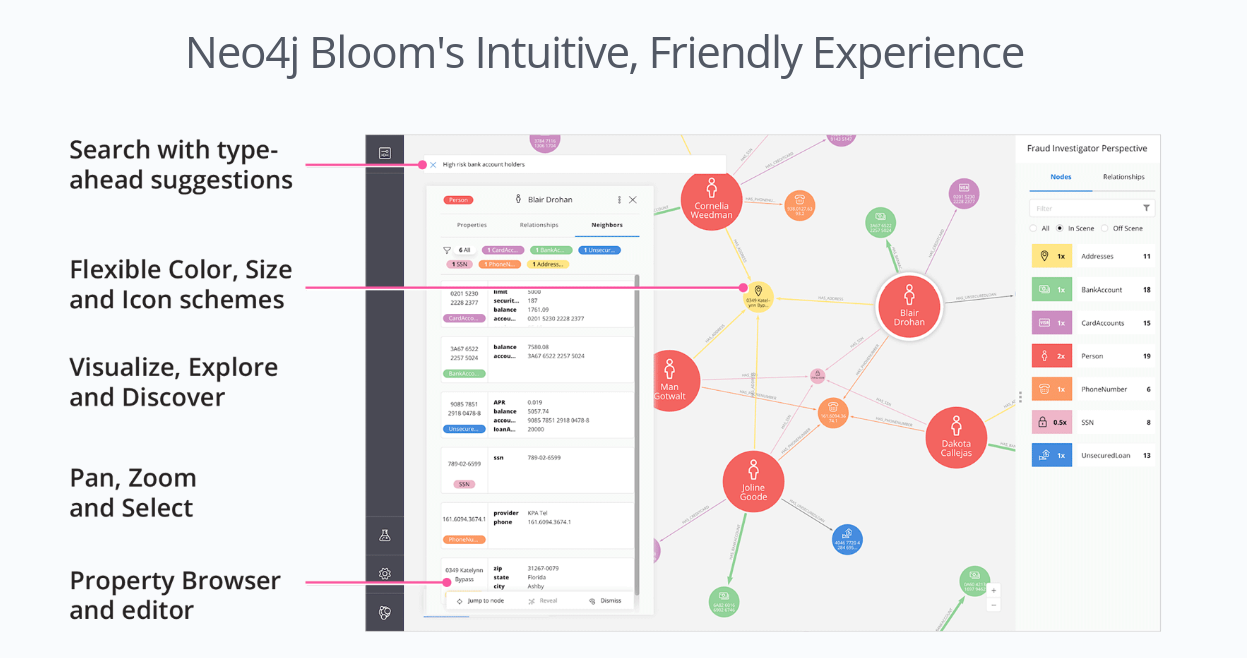 Neo4j Bloom's Intuitive, Friendly Experience
Search with type-
ahead suggestions
Flexible Color, Size
and Icon schemes
Visualize, Explore
and Discover
Pan, Zoom
and Select
Property Browser
and editor
High risk bank account holders
Person
Blair Drohan
Properties
Relationships
Neighbors
6 All
1 CardAcc...
1 BankAc...
1 Unsecur...
1 SSN
1 PhoneN...
1 Address...
6201 5230
2228 2377
CardAcco...
limit 5000
securit... 187
balance 1761.09
accou... 0201 5230 2228 2377
3A67 6522
2257 5024
BankAcco...
balance 7580.08
accou... 3A67 6522 2257 5024
9085 7851
2918 0478-8
Unsecure...
APR 0.019
balance 5057.74
accou... 9085 7851 2918 0478-8
loanA... 20000
789-02-6599
SSN
ssn 789-02-6599
161.6094.3674.1
PhoneNu...
provider KPA Tel
phone 161.6094.3674.1
0349 Katelynn
Bypass
zip 31267-0079
state Florida
city Ashby
Jump to node
Reveal
Dismiss
Cornelia
Weedman
Blair
Drohan
Man
Gotwalt
Dakota
Callejas
Joline
Goode
0349 Katel-
ynn Byp...
Fraud Investigator Perspective
Nodes
Relationships
Filter
All
In Scene
Off Scene
1x Addresses 11
1x BankAccount 18
1x CardAccounts 15
2x Person 19
1x PhoneNumber 6
0.5x SSN 8
1x UnsecuredLoan 13